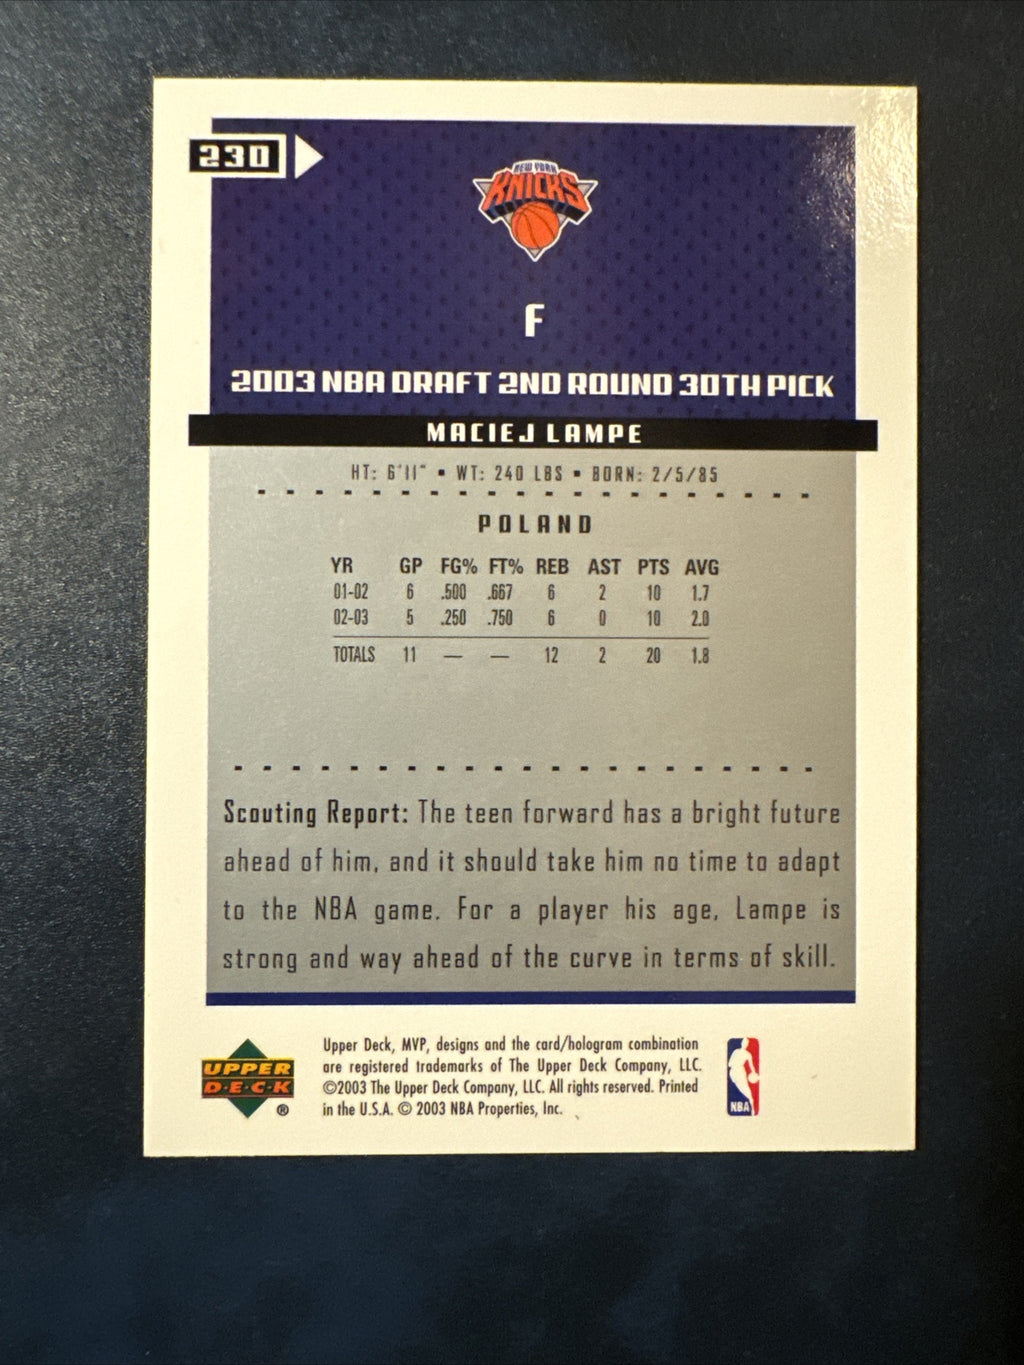 230
NEW YORK
KNICKS
F
2003 NBA DRAFT 2ND ROUND 30TH PICK
MACIEJ LAMPE
HT: 6'11" ▪ WT: 240 LBS ▪ BORN: 2/5/85
POLAND
YR GP FG% FT% REB AST PTS AVG
01-02 6 .500 .667 6 2 10 1.7
02-03 5 .250 .750 6 0 10 2.0
TOTALS 11 — — 12 2 20 1.8
Scouting Report: The teen forward has a bright future
ahead of him, and it should take him no time to adapt
to the NBA game. For a player his age, Lampe is
strong and way ahead of the curve in terms of skill.
UPPER
D·E·C·K
®
Upper Deck, MVP, designs and the card/hologram combination
are registered trademarks of The Upper Deck Company, LLC.
©2003 The Upper Deck Company, LLC. All rights reserved. Printed
in the U.S.A. © 2003 NBA Properties, Inc.
NBA